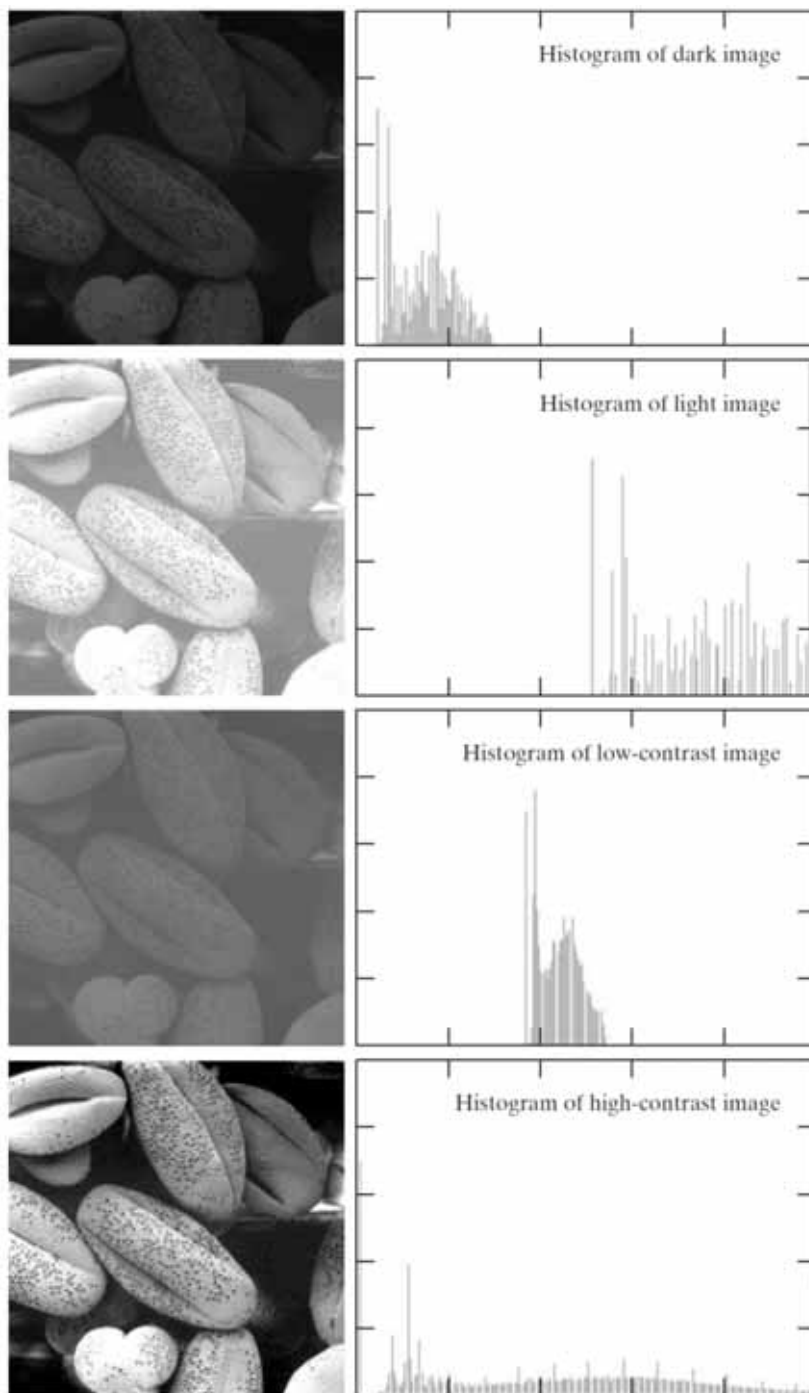 Histogram of dark image
Histogram of light image
Histogram of low-contrast image
Histogram of high-contrast image